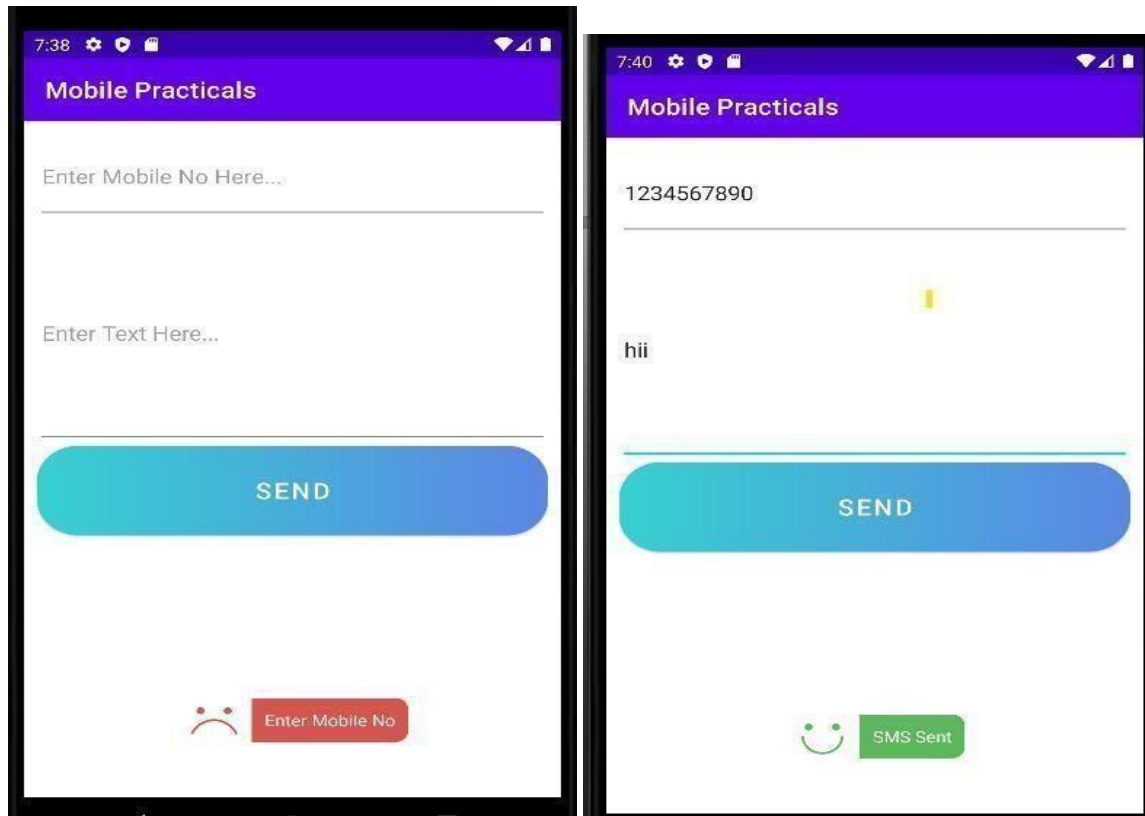 7:38
Mobile Practicals
Enter Mobile No Here...
Enter Text Here...
SEND
Enter Mobile No
7:40
Mobile Practicals
1234567890
hii
SEND
SMS Sent